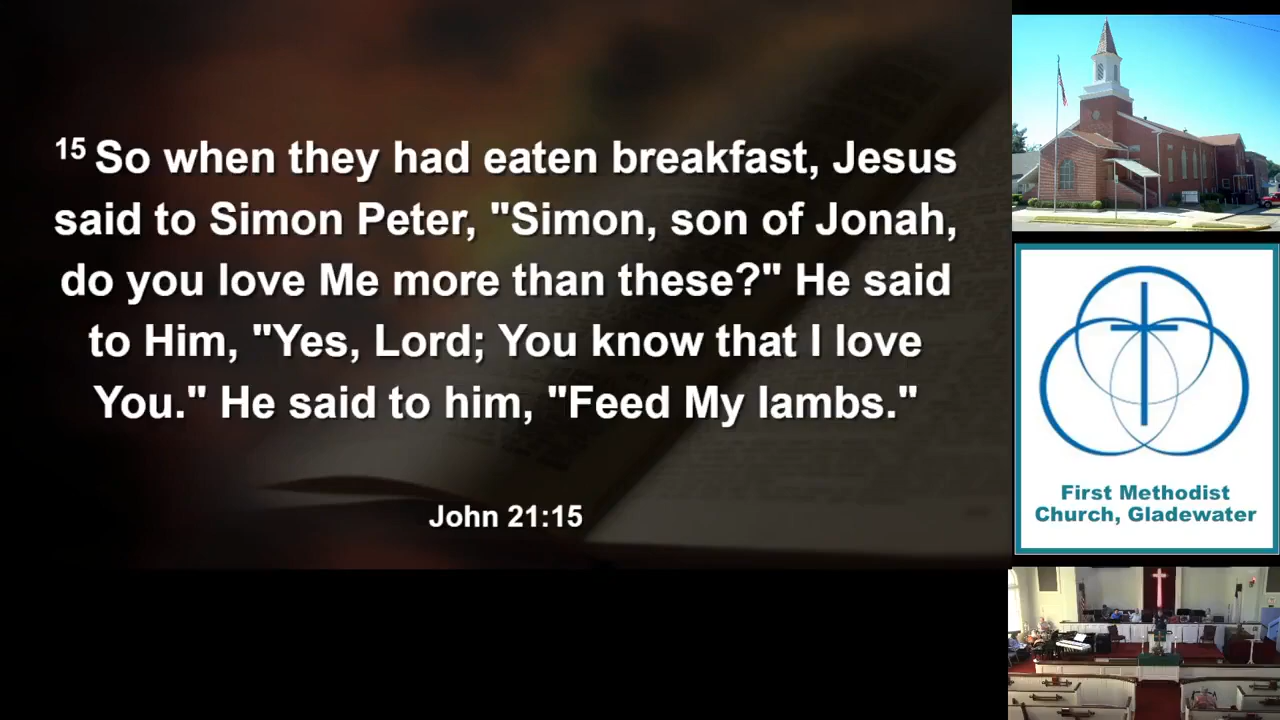 15 So when they had eaten breakfast, Jesus
said to Simon Peter, "Simon, son of Jonah,
do you love Me more than these?" He said
to Him, "Yes, Lord; You know that I love
You." He said to him, "Feed My lambs."
John 21:15
First Methodist
Church, Gladewater